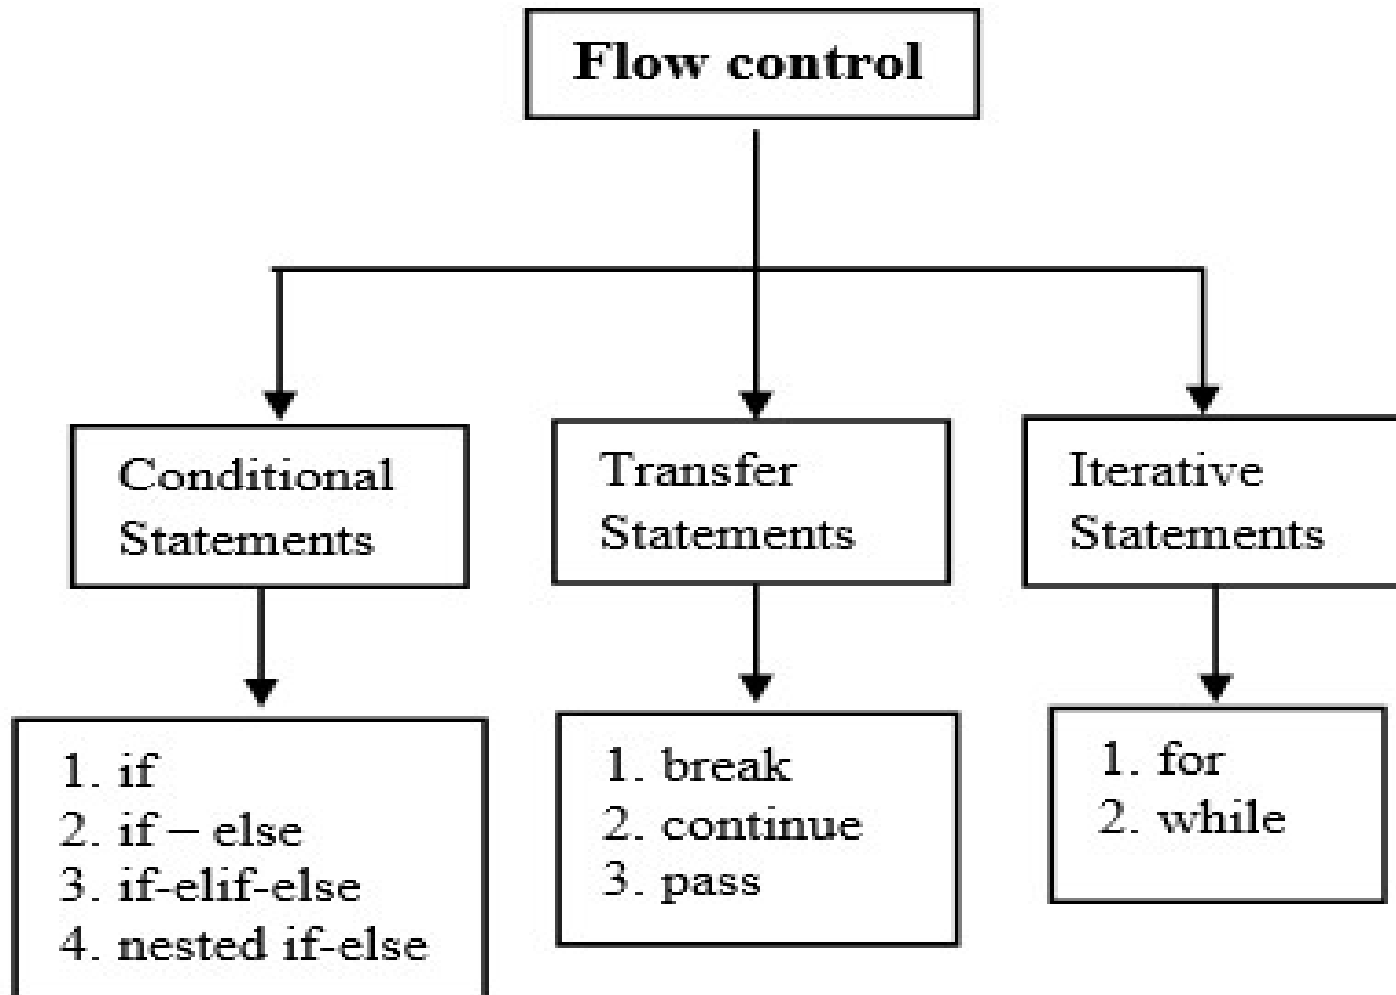 Flow control
Conditional
Statements
Transfer
Statements
Iterative
Statements
1. if
2. if – else
3. if-elif-else
4. nested if-else
1. break
2. continue
3. pass
1. for
2. while